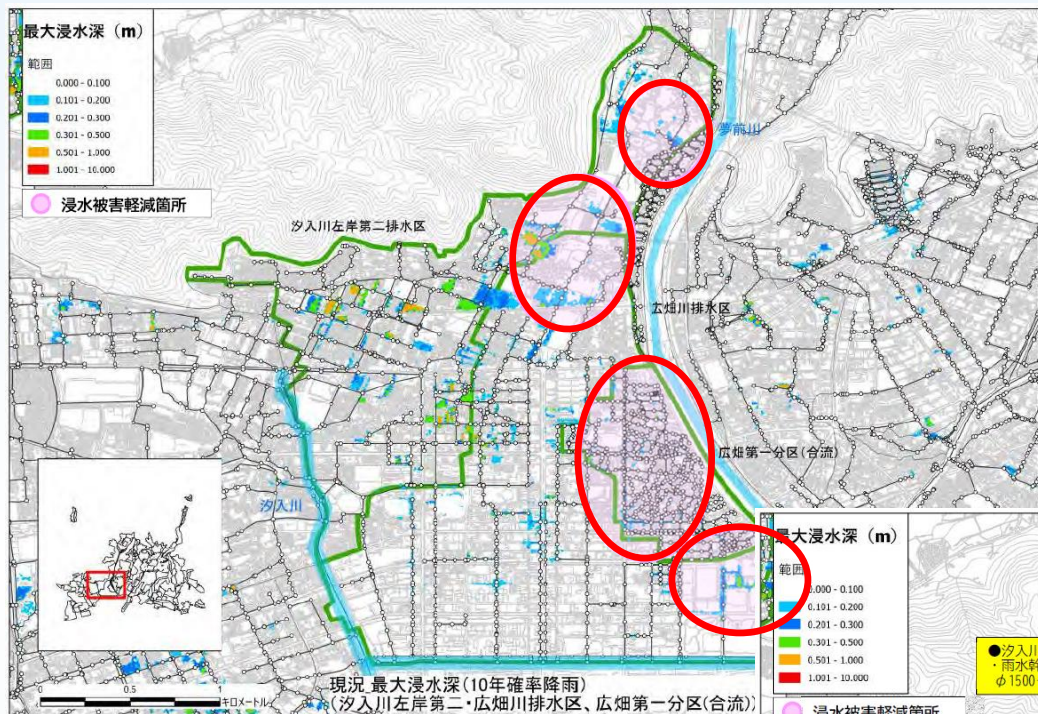 最大浸水深（m）
範囲
0.000 - 0.100
0.101 - 0.200
0.201 - 0.300
0.301 - 0.500
0.501 - 1.000
1.001 - 10.000
浸水被害軽減箇所
夢前川
汐入川左岸第二排水区
広畑川排水区
広畑第一分区(合流)
汐入川
0 0.5 1
キロメートル
現況_最大浸水深(10年確率降雨)
(汐入川左岸第二・広畑川排水区、広畑第一分区(合流))
最大浸水深（m）
範囲
0.000 - 0.100
0.101 - 0.200
0.201 - 0.300
0.301 - 0.500
0.501 - 1.000
1.001 - 10.000
浸水被害軽減箇所
●汐入川
・雨水幹
φ1500